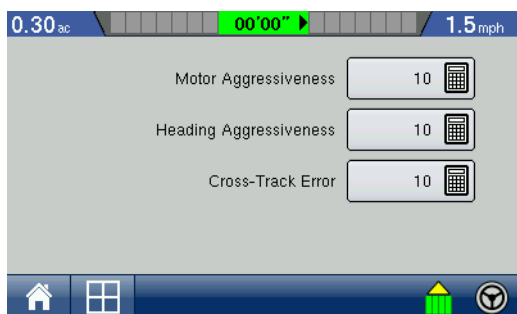 0.30 ac 00'00" 1.5 mph
Motor Aggressiveness 10
Heading Aggressiveness 10
Cross-Track Error 10